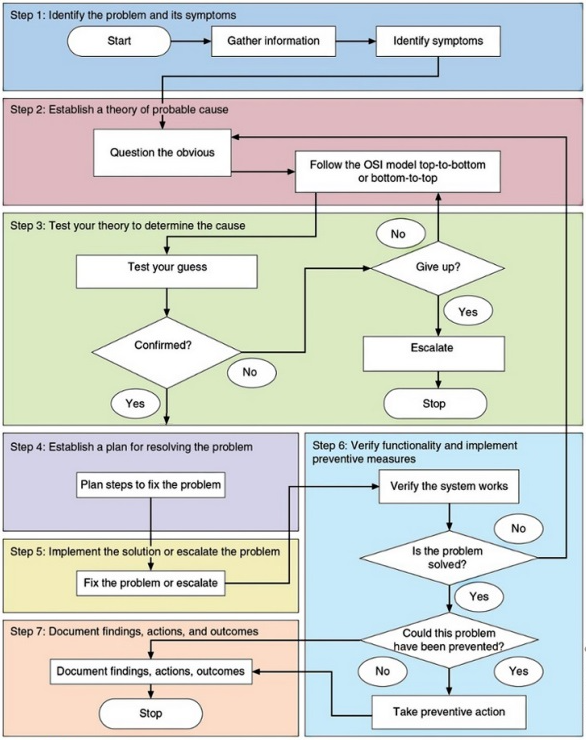 Step 1: Identify the problem and its symptoms
Start
Gather information
Identify symptoms
Step 2: Establish a theory of probable cause
Question the obvious
Follow the OSI model top-to-bottom
or bottom-to-top
Step 3: Test your theory to determine the cause
No
Test your guess
Give up?
Yes
Confirmed?
No
Escalate
Yes
Stop
Step 4: Establish a plan for resolving the problem
Plan steps to fix the problem
Step 5: Implement the solution or escalate the problem
Fix the problem or escalate
Step 6: Verify functionality and implement
preventive measures
Verify the system works
No
Is the problem
solved?
Yes
Could this problem
have been prevented?
No
Yes
Take preventive action
Step 7: Document findings, actions, and outcomes
Document findings, actions, outcomes
Stop